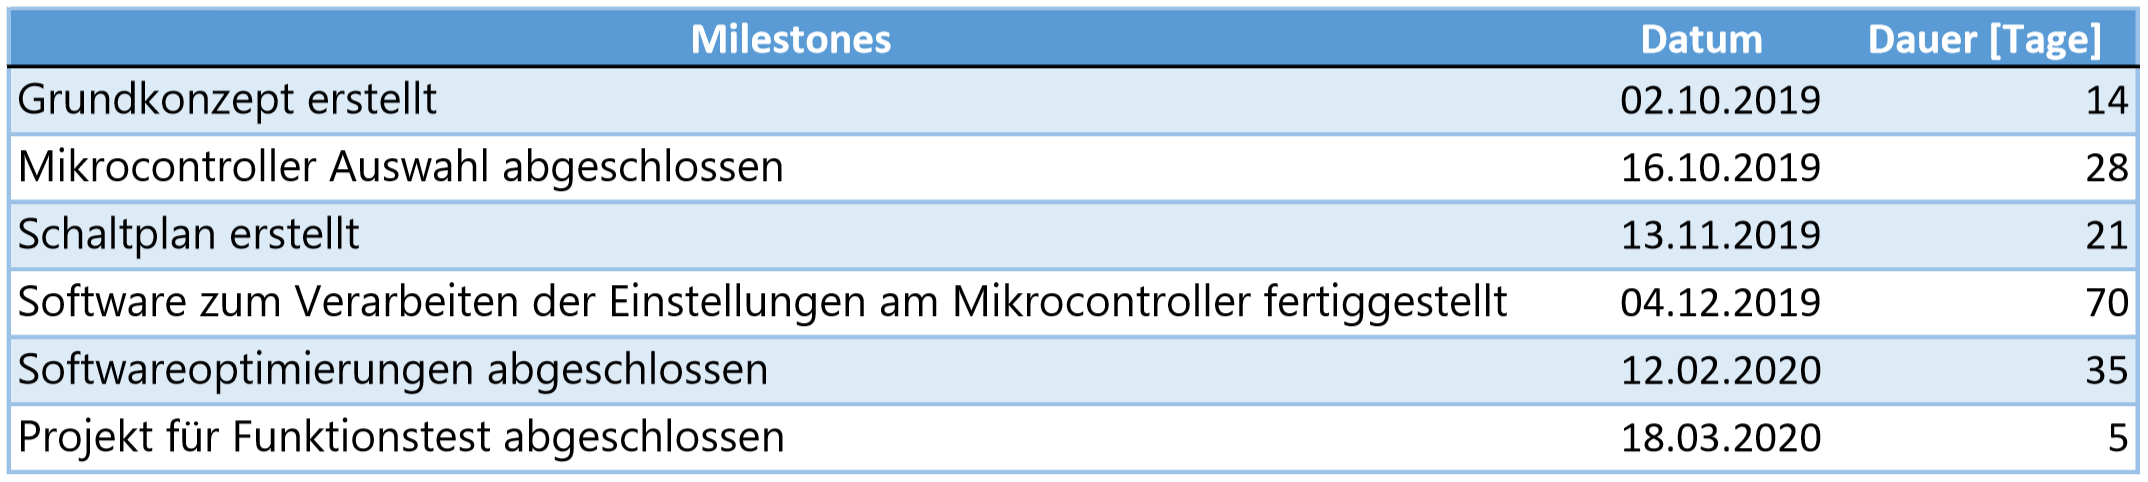 Milestones Datum Dauer [Tage]
Grundkonzept erstellt 02.10.2019 14
Mikrocontroller Auswahl abgeschlossen 16.10.2019 28
Schaltplan erstellt 13.11.2019 21
Software zum Verarbeiten der Einstellungen am Mikrocontroller fertiggestellt 04.12.2019 70
Softwareoptimierungen abgeschlossen 12.02.2020 35
Projekt für Funktionstest abgeschlossen 18.03.2020 5